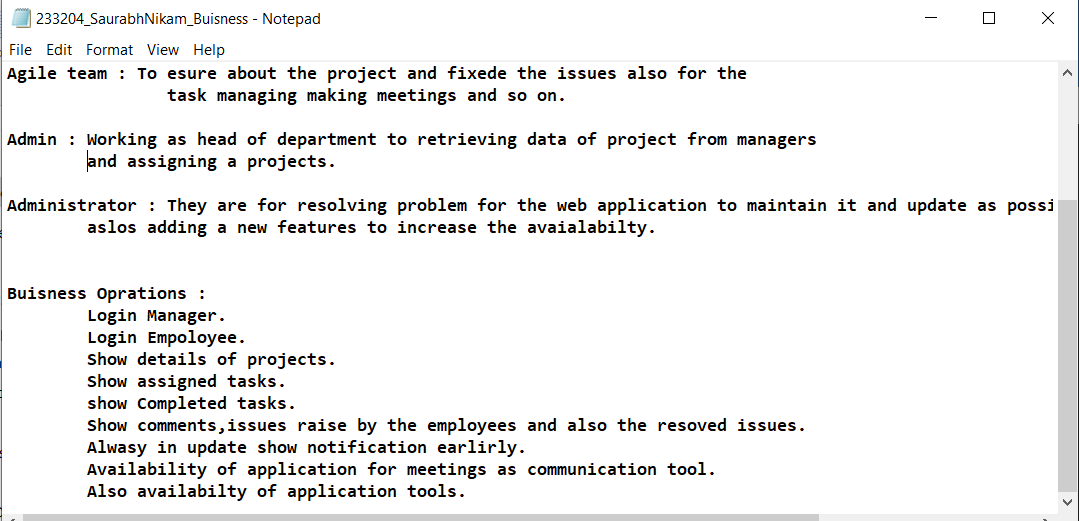 233204_SaurabhNikam_Buisness - Notepad
File Edit Format View Help
Agile team : To esure about the project and fixede the issues also for the
task managing making meetings and so on.
Admin : Working as head of department to retrieving data of project from managers
and assigning a projects.
Administrator : They are for resolving problem for the web application to maintain it and update as possi
aslos adding a new features to increase the avaialabilty.
Buisness Oprations :
Login Manager.
Login Empoloyee.
Show details of projects.
Show assigned tasks.
show Completed tasks.
Show comments,issues raise by the employees and also the resoved issues.
Alwasy in update show notification earlirly.
Availability of application for meetings as communication tool.
Also availabilty of application tools.